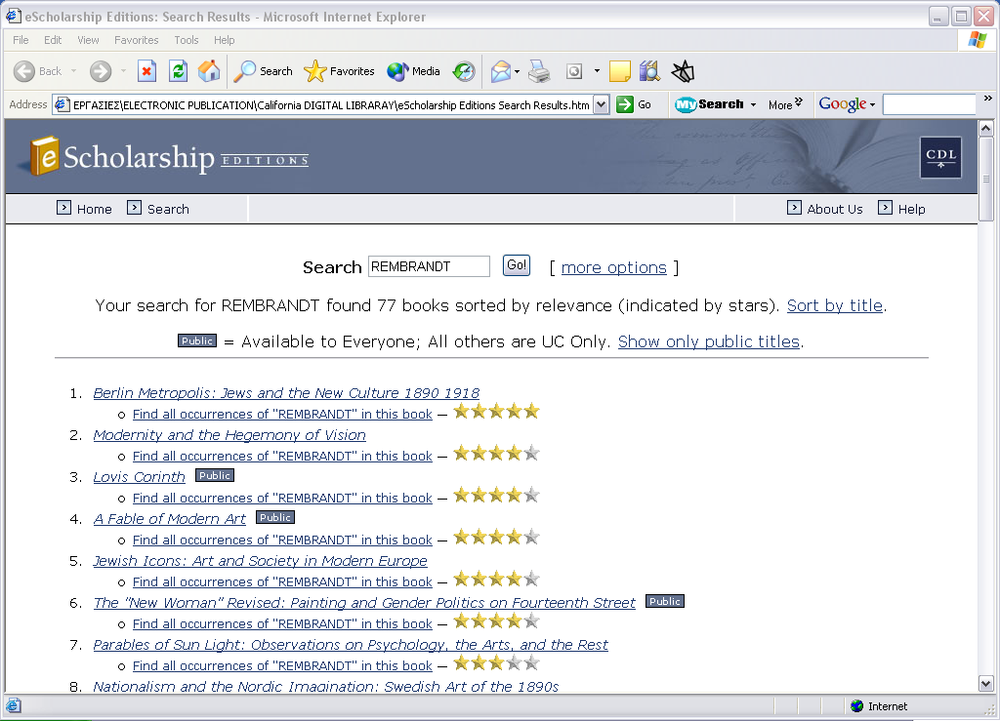 eScholarship Editions: Search Results - Microsoft Internet Explorer
File Edit View Favorites Tools Help
Back Search Favorites Media
Address ΕΡΓΑΣΙΕΣ\ELECTRONIC PUBLICATION\California DIGITAL LIBRARAY\eScholarship Editions Search Results.htm Go My Search More » Google »
e Scholarship EDITIONS CDL
Home Search About Us Help
Search REMBRANDT Go! [ more options ]
Your search for REMBRANDT found 77 books sorted by relevance (indicated by stars). Sort by title.
Public = Available to Everyone; All others are UC Only. Show only public titles.
1. Berlin Metropolis: Jews and the New Culture 1890 1918
Find all occurrences of "REMBRANDT" in this book —
2. Modernity and the Hegemony of Vision
Find all occurrences of "REMBRANDT" in this book —
3. Lovis Corinth Public
Find all occurrences of "REMBRANDT" in this book —
4. A Fable of Modern Art Public
Find all occurrences of "REMBRANDT" in this book —
5. Jewish Icons: Art and Society in Modern Europe
Find all occurrences of "REMBRANDT" in this book —
6. The "New Woman" Revised: Painting and Gender Politics on Fourteenth Street Public
Find all occurrences of "REMBRANDT" in this book —
7. Parables of Sun Light: Observations on Psychology, the Arts, and the Rest
Find all occurrences of "REMBRANDT" in this book —
8. Nationalism and the Nordic Imagination: Swedish Art of the 1890s
Internet